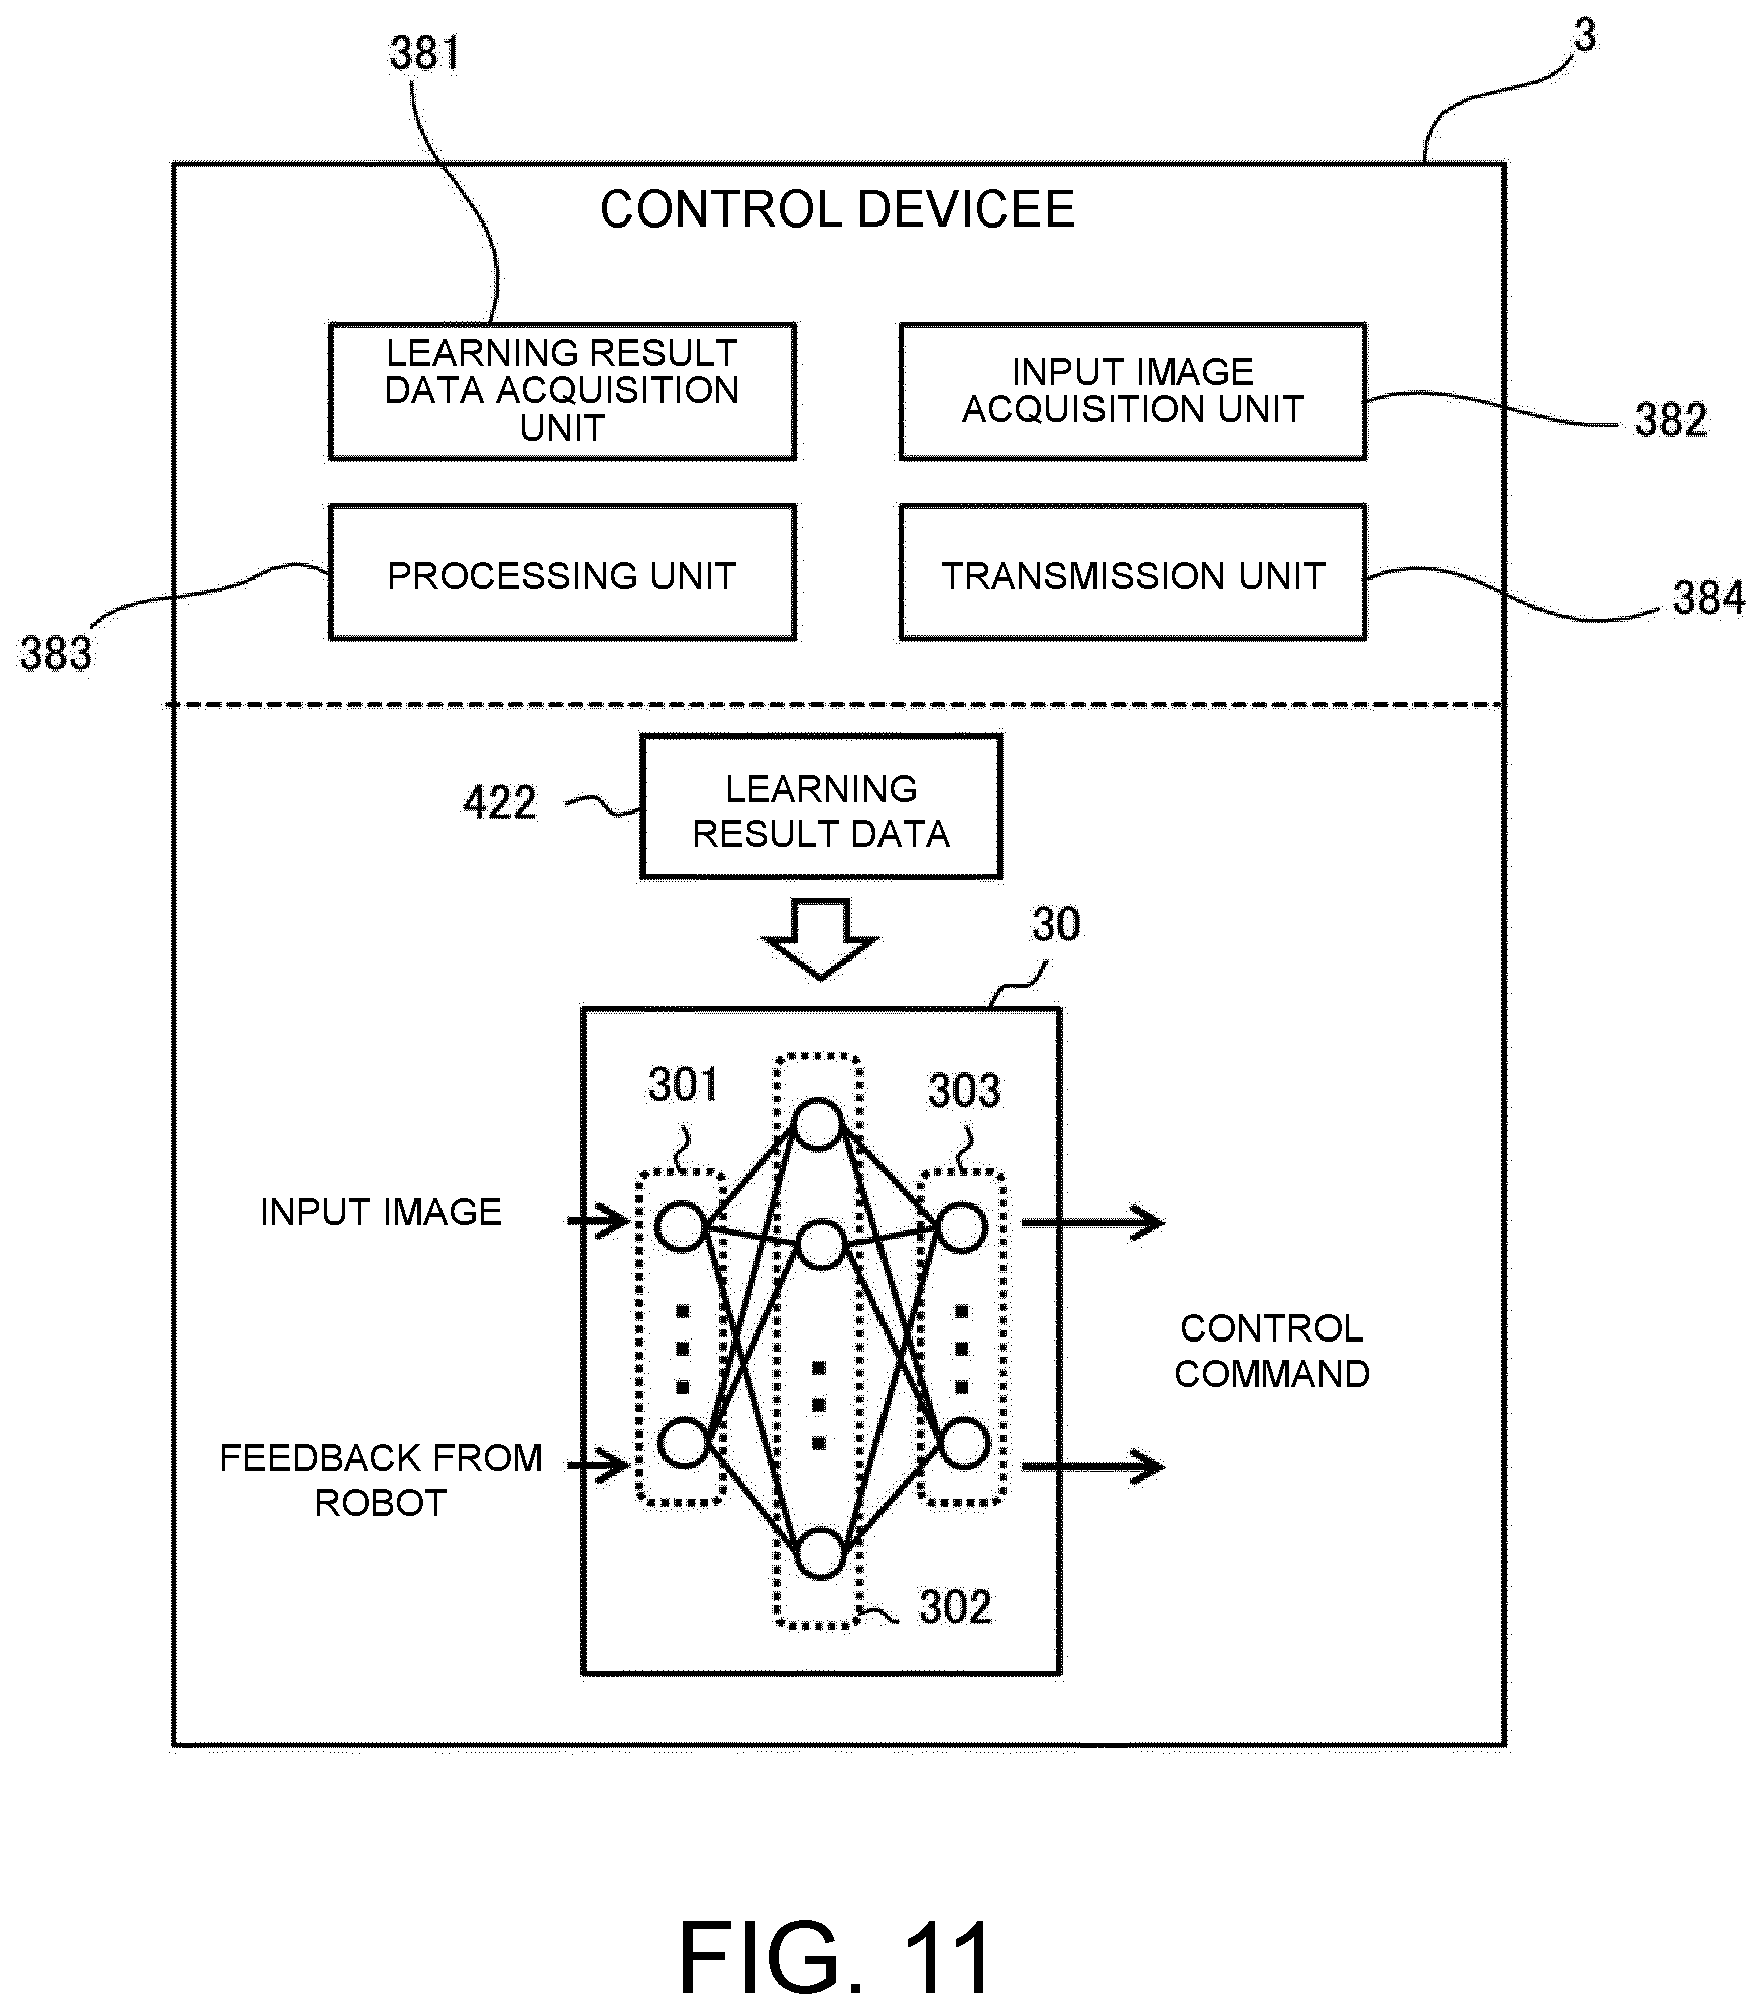 381
3
CONTROL DEVICEE
LEARNING RESULT
DATA ACQUISITION
UNIT
INPUT IMAGE
ACQUISITION UNIT
382
PROCESSING UNIT
TRANSMISSION UNIT
383
384
422
LEARNING
RESULT DATA
30
301
303
INPUT IMAGE
CONTROL
COMMAND
FEEDBACK FROM
ROBOT
302
FIG. 11